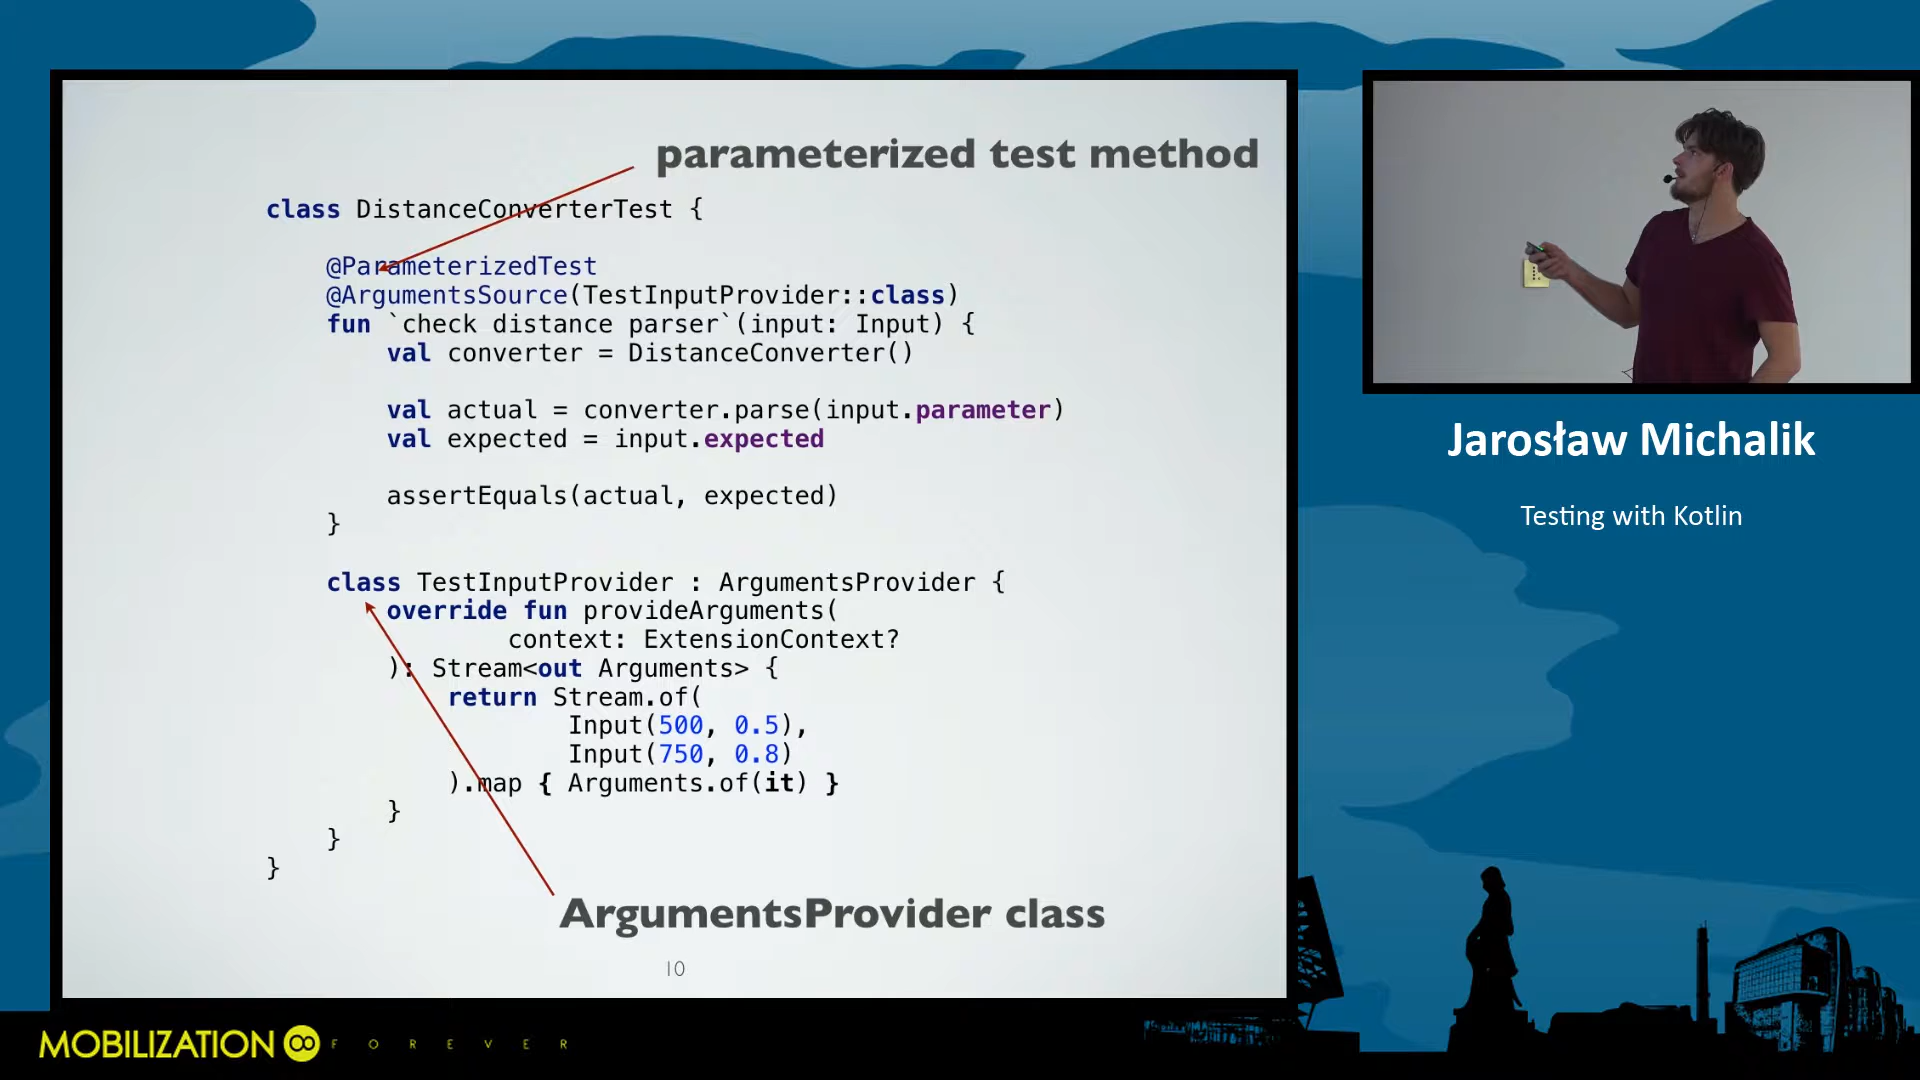 parameterized test method
class DistanceConverterTest {
@ParameterizedTest
@ArgumentsSource(TestInputProvider::class)
fun `check distance parser`(input: Input) {
val converter = DistanceConverter()
val actual = converter.parse(input.parameter)
val expected = input.expected
assertEquals(actual, expected)
}
class TestInputProvider : ArgumentsProvider {
override fun provideArguments(
context: ExtensionContext?
): Stream<out Arguments> {
return Stream.of(
Input(500, 0.5),
Input(750, 0.8)
).map { Arguments.of(it) }
}
}
}
ArgumentsProvider class
10
Jarosław Michalik
Testing with Kotlin
MOBILIZATION FOREVER